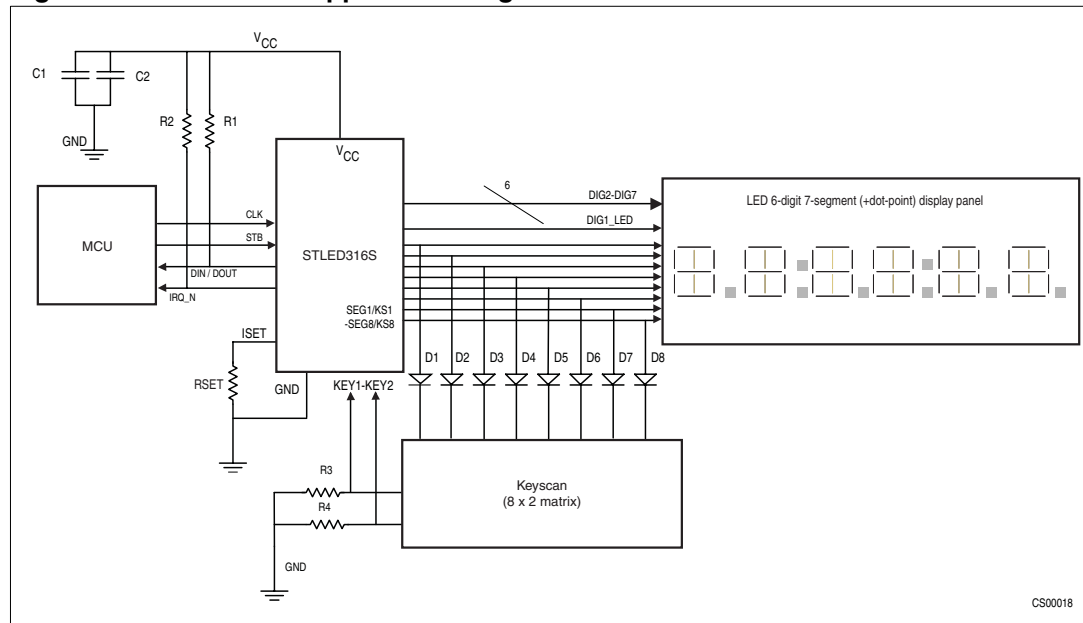 V_CC
C1
C2
R2
R1
GND
V_CC
6
DIG2-DIG7
LED 6-digit 7-segment (+dot-point) display panel
CLK
DIG1_LED
MCU
STB
STLED316S
DIN / DOUT
IRQ_N
SEG1/KS1
-SEG8/KS8
ISET
D1 D2 D3 D4 D5 D6 D7 D8
RSET
GND
KEY1-KEY2
R3
Keyscan
(8 x 2 matrix)
R4
GND
CS00018